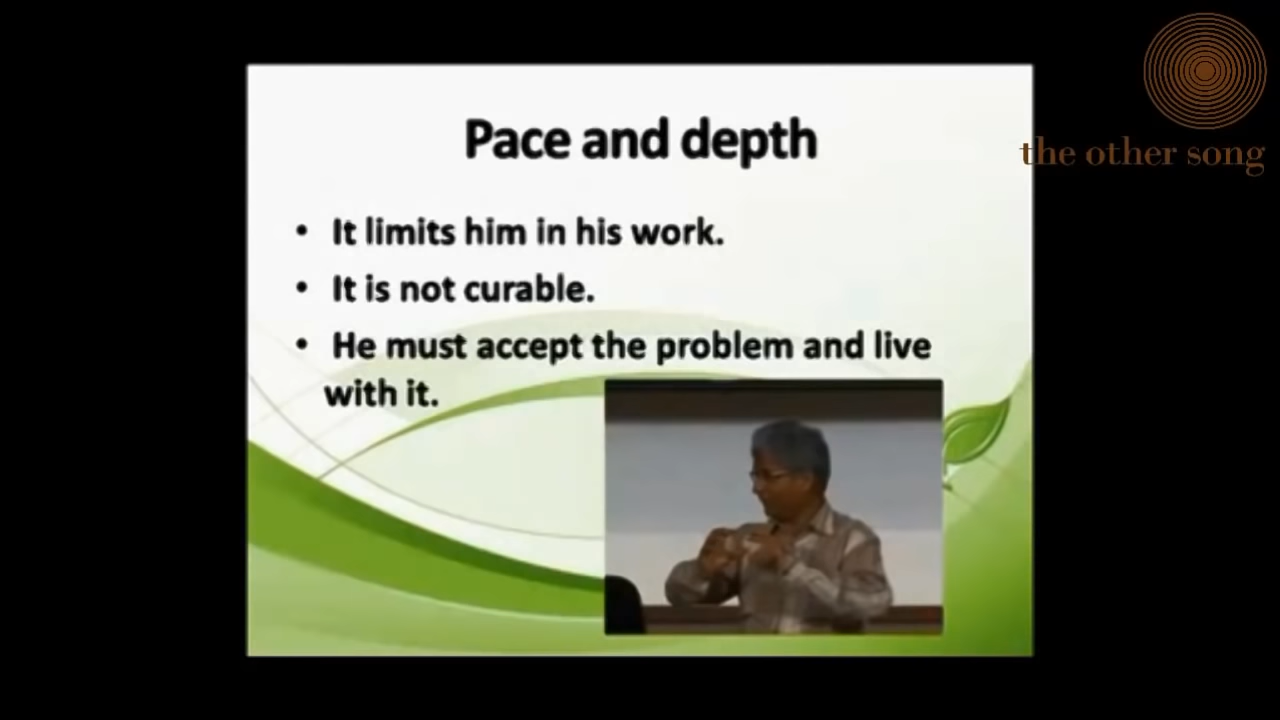 the other song
Pace and depth
• It limits him in his work.
• It is not curable.
• He must accept the problem and live
with it.